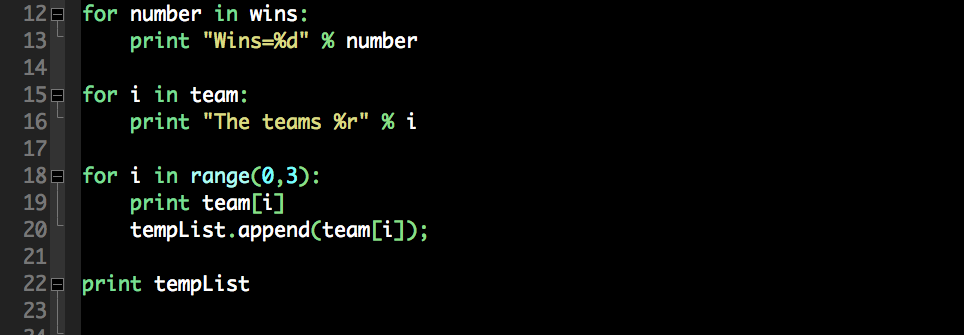 12 for number in wins:
13     print "Wins=%d" % number
14
15 for i in team:
16     print "The teams %r" % i
17
18 for i in range(0,3):
19     print team[i]
20     tempList.append(team[i]);
21
22 print tempList
23
24